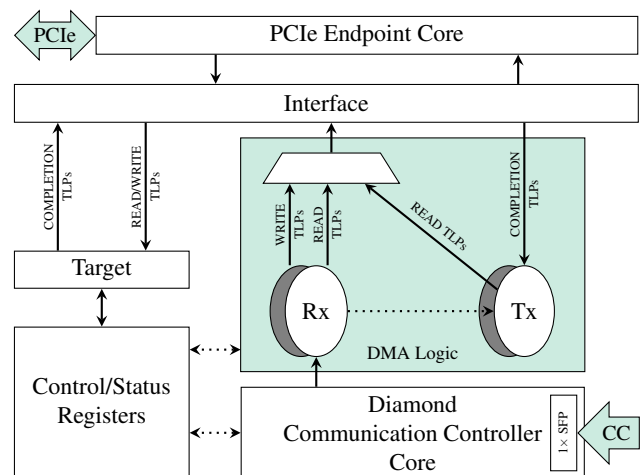 PCIe
PCIe Endpoint Core
Interface
COMPLETION
TLPs
READ/WRITE
TLPs
WRITE
TLPs
READ
TLPs
READ TLPs
COMPLETION
TLPs
Target
Rx
Tx
DMA Logic
Control/Status
Registers
Diamond
Communication Controller
Core
1× SFP
CC